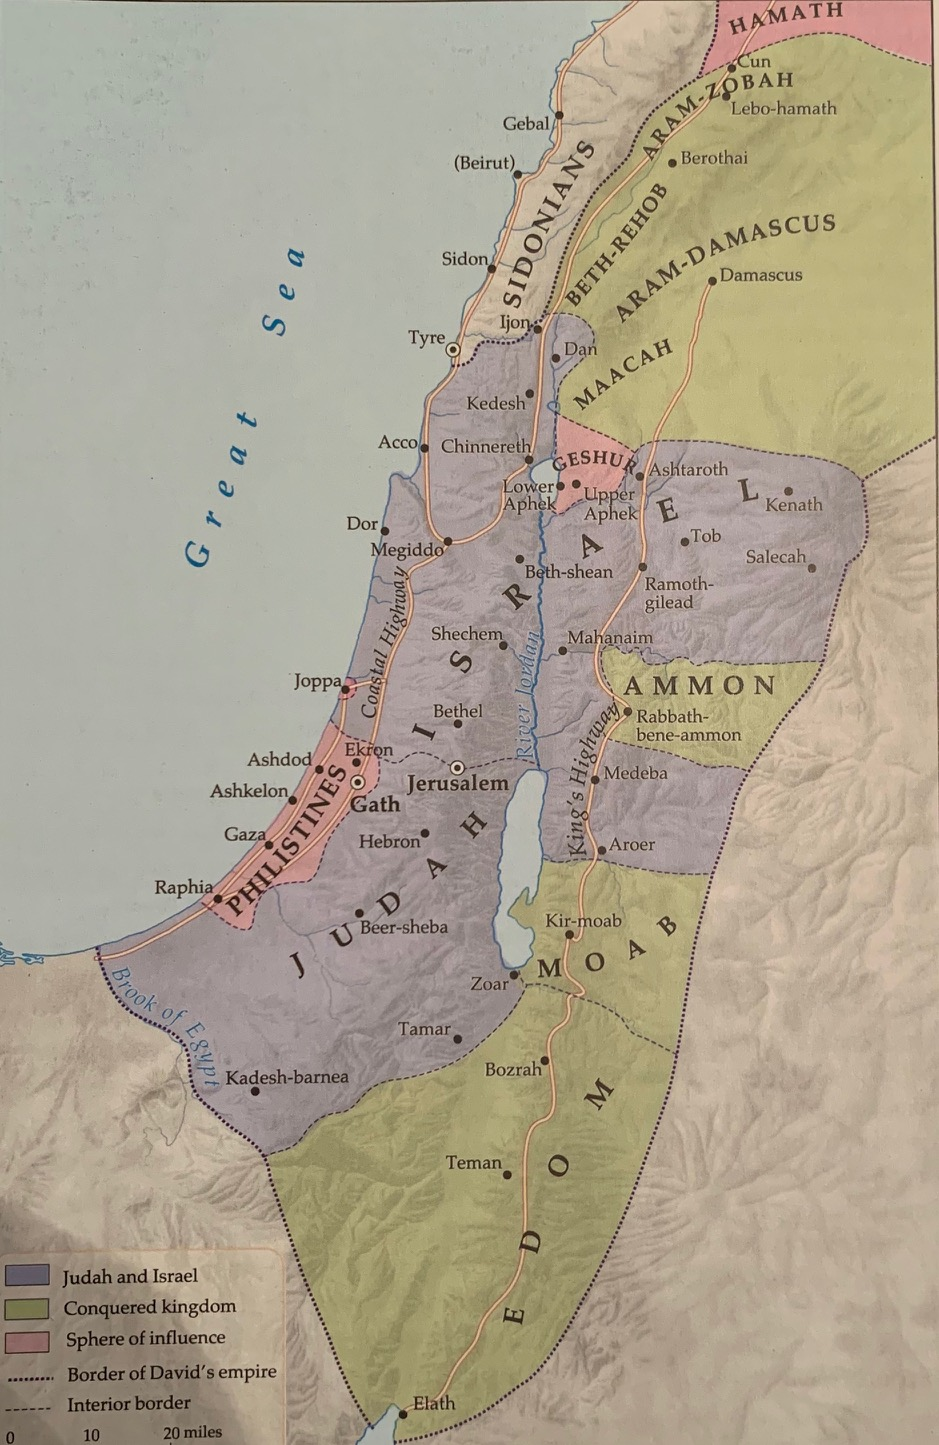 HAMATH
Cun
ARAM-ZOBAH
Lebo-hamath
Gebal
(Beirut)
Berothai
SIDONIANS
BETH-REHOB
ARAM-DAMASCUS
Sidon
Damascus
Great Sea
Ijon
Tyre
Dan
MAACAH
Kedesh
Acco
Chinnereth
GESHUR
Ashtaroth
Lower
Aphek
Upper
Aphek
Kenath
Dor
Megiddo
Tob
Beth-shean
Salecah
Ramoth-
gilead
ISRAEL
Coastal Highway
Shechem
Mahanaim
River Jordan
Joppa
AMMON
Bethel
Rabbath-
bene-ammon
King's Highway
Ekron
Ashdod
Jerusalem
Medeba
Ashkelon
Gath
PHILISTINES
Gaza
Hebron
Aroer
JUDAH
Raphia
Beer-sheba
Kir-moab
MOAB
Zoar
Brook of Egypt
Tamar
Kadesh-barnea
Bozrah
EDOM
Teman
Elath
Judah and Israel
Conquered kingdom
Sphere of influence
Border of David's empire
Interior border
0 10 20 miles